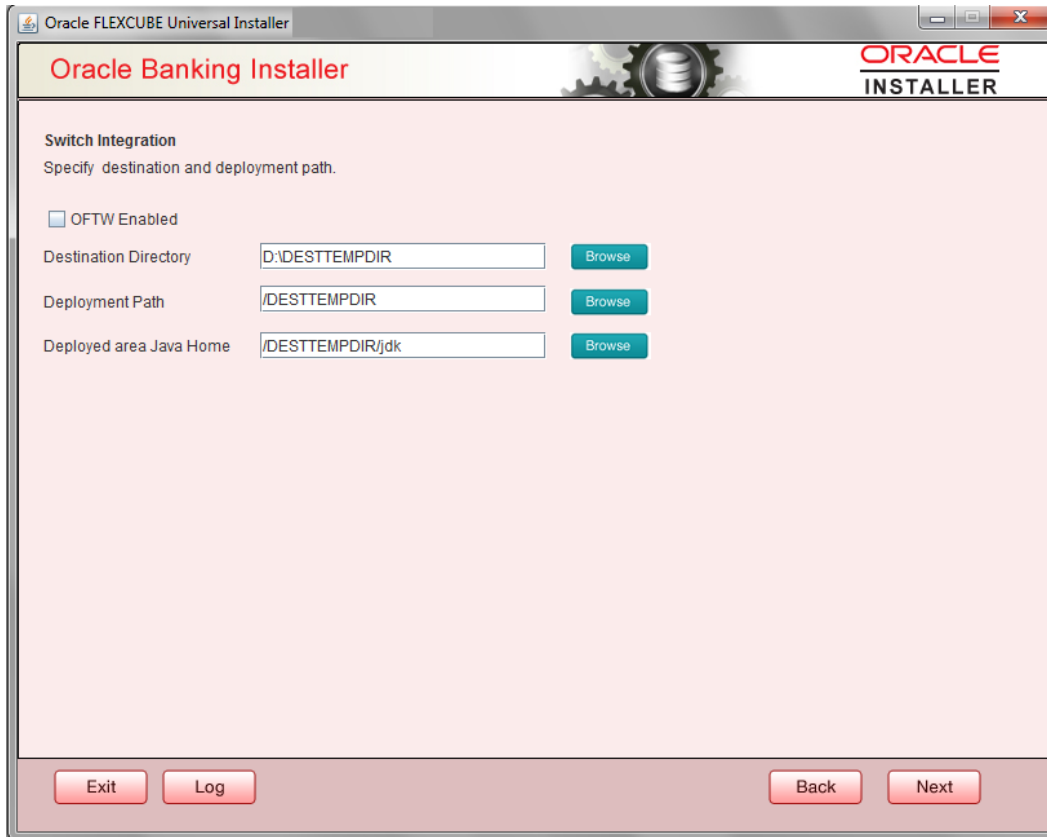 Oracle FLEXCUBE Universal Installer
Oracle Banking Installer
ORACLE
INSTALLER
Switch Integration
Specify destination and deployment path.
OFTW Enabled
Destination Directory
D:\DESTTEMPDIR
Browse
Deployment Path
/DESTTEMPDIR
Browse
Deployed area Java Home
/DESTTEMPDIR/jdk
Browse
Exit
Log
Back
Next